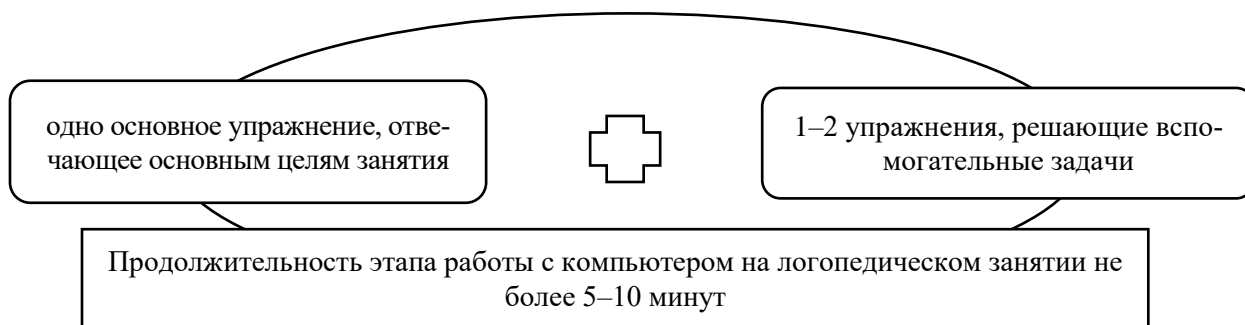 одно основное упражнение, отве-
чающее основным целям занятия
1–2 упражнения, решающие вспо-
могательные задачи
Продолжительность этапа работы с компьютером на логопедическом занятии не
более 5–10 минут